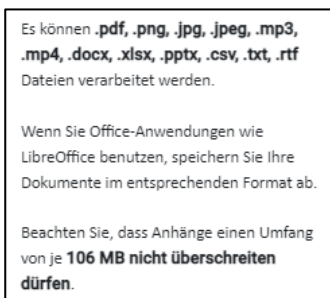 Es können .pdf, .png, .jpg, .jpeg, .mp3,
.mp4, .docx, .xlsx, .pptx, .csv, .txt, .rtf
Dateien verarbeitet werden.
Wenn Sie Office-Anwendungen wie
LibreOffice benutzen, speichern Sie Ihre
Dokumente im entsprechenden Format ab.
Beachten Sie, dass Anhänge einen Umfang
von je 106 MB nicht überschreiten
dürfen.